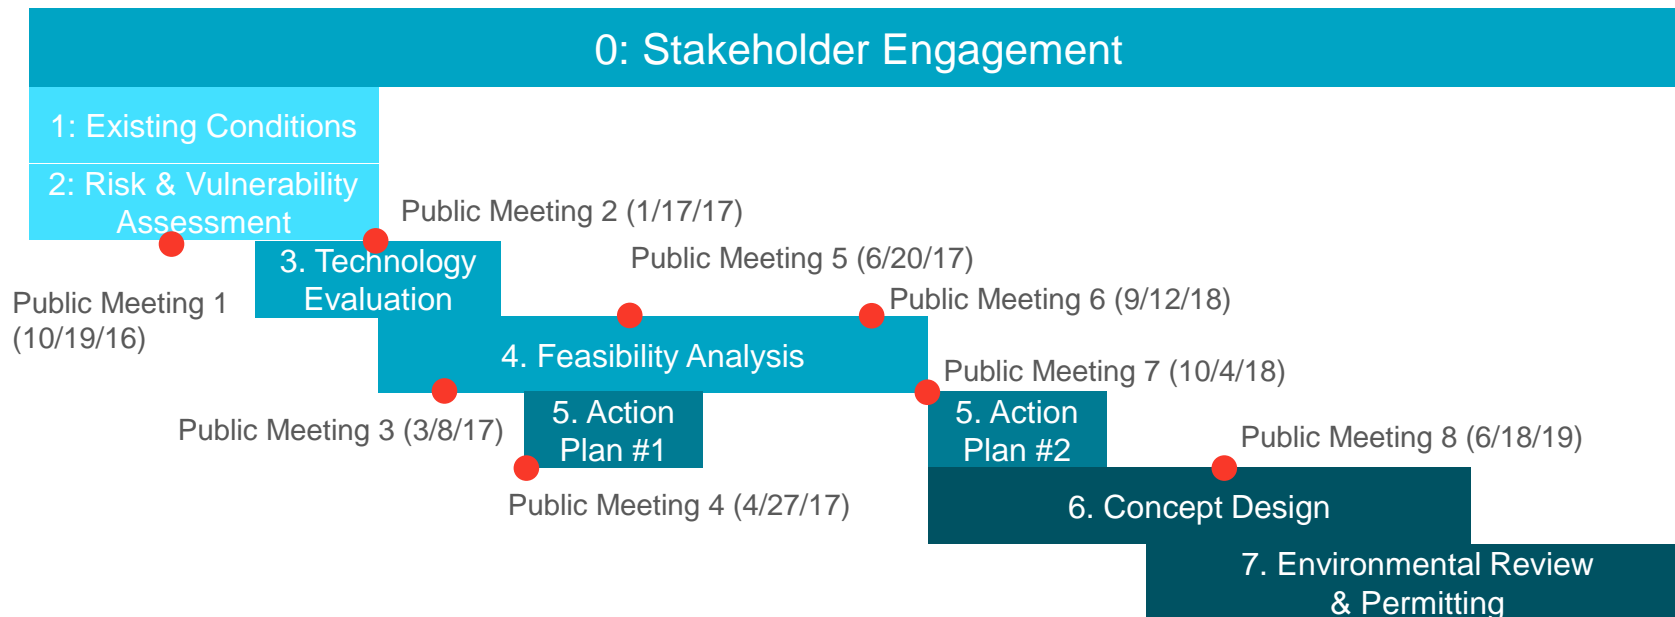 0: Stakeholder Engagement
1: Existing Conditions
2: Risk & Vulnerability
Assessment
Public Meeting 2 (1/17/17)
3. Technology
Evaluation
Public Meeting 5 (6/20/17)
Public Meeting 1
(10/19/16)
Public Meeting 6 (9/12/18)
4. Feasibility Analysis
Public Meeting 7 (10/4/18)
Public Meeting 3 (3/8/17)
5. Action
Plan #1
5. Action
Plan #2
Public Meeting 8 (6/18/19)
Public Meeting 4 (4/27/17)
6. Concept Design
7. Environmental Review
& Permitting